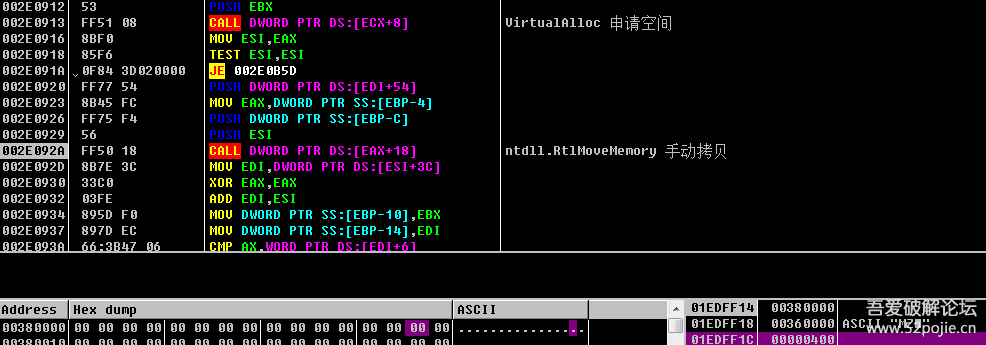 002E0912 53 PUSH EBX
002E0913 FF51 08 CALL DWORD PTR DS:[ECX+8] VirtualAlloc 申请空间
002E0916 8BF0 MOV ESI,EAX
002E0918 85F6 TEST ESI,ESI
002E091A 0F84 3D020000 JE 002E0B5D
002E0920 FF77 54 PUSH DWORD PTR DS:[EDI+54]
002E0923 8B45 FC MOV EAX,DWORD PTR SS:[EBP-4]
002E0926 FF75 F4 PUSH DWORD PTR SS:[EBP-C]
002E0929 56 PUSH ESI
002E092A FF50 18 CALL DWORD PTR DS:[EAX+18] ntdll.RtlMoveMemory 手动拷贝
002E092D 8B7E 3C MOV EDI,DWORD PTR DS:[ESI+3C]
002E0930 33C0 XOR EAX,EAX
002E0932 03FE ADD EDI,ESI
002E0934 895D F0 MOV DWORD PTR SS:[EBP-10],EBX
002E0937 897D EC MOV DWORD PTR SS:[EBP-14],EDI
002E093A 66:3B47 06 CMP AX,WORD PTR DS:[EDI+6]
Address Hex dump ASCII
00380000 00 00 00 00 00 00 00 00 00 00 00 00 00 00 00 00 ................
00380010 00 00 00 00 00 00 00 00 00 00 00 00 00 00 00 00
01EDFF14 00380000
01EDFF18 00360000 ASCII
01EDFF1C 00000400
吾爱破解论坛
www.52pojie.cn